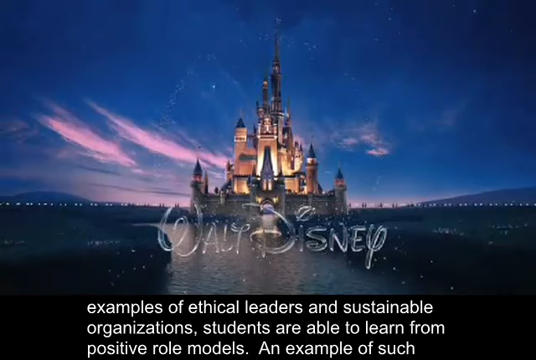 WALT DISNEY
examples of ethical leaders and sustainable
organizations, students are able to learn from
positive role models.  An example of such